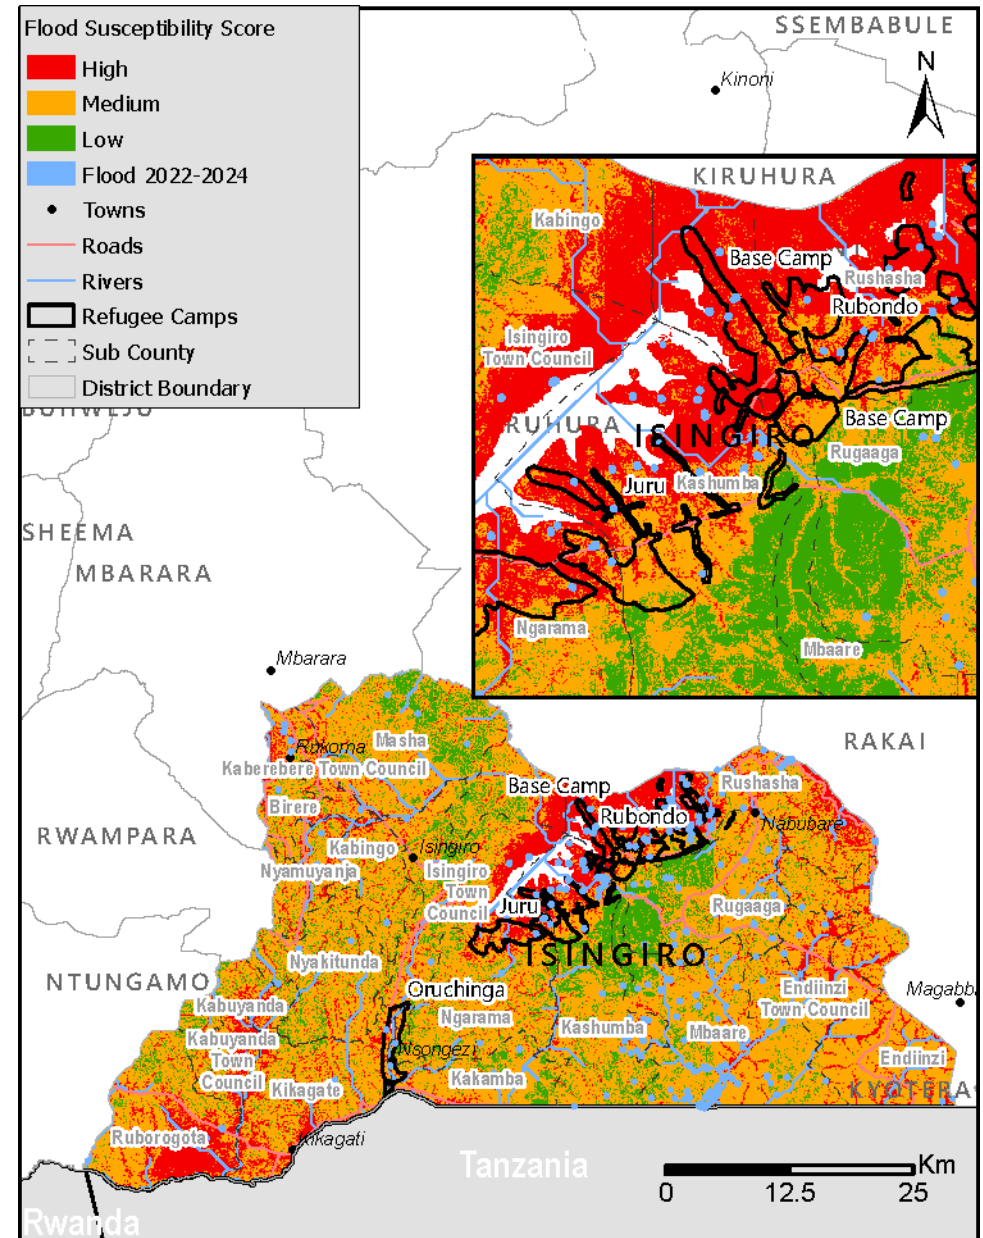 Flood Susceptibility Score
High
Medium
Low
Flood 2022-2024
Towns
Roads
Rivers
Refugee Camps
Sub County
District Boundary
SSEMBABULE
N
Kinoni
KIRUHURA
Kabingo
Base Camp
Rushasha
Rubondo
Isingiro
Town Council
RUHURA
ISINGIRO
Base Camp
Rugaaga
Juru
Kashumba
Ngarama
Mbaare
BUHWEJU
SHEEMA
MBARARA
Mbarara
RAKAI
Rukoma
Masha
Kaberebere Town Council
Base Camp
Rushasha
Birere
Rubondo
Nabubare
RWAMPARA
Kabingo
Isingiro
Nyamuyanja
Isingiro
Town
Council
Juru
Rugaaga
ISINGIRO
Nyakitunda
NTUNGAMO
Oruchinga
Endiinzi
Town Council
Magabb
Kabuyanda
Ngarama
Kashumba
Mbaare
Kabuyanda
Town
Council
Nsongezi
Endiinzi
Kakamba
Kikagate
KYOTERA
Ruborogota
Kikagati
Tanzania
Km
0 12.5 25
Rwanda